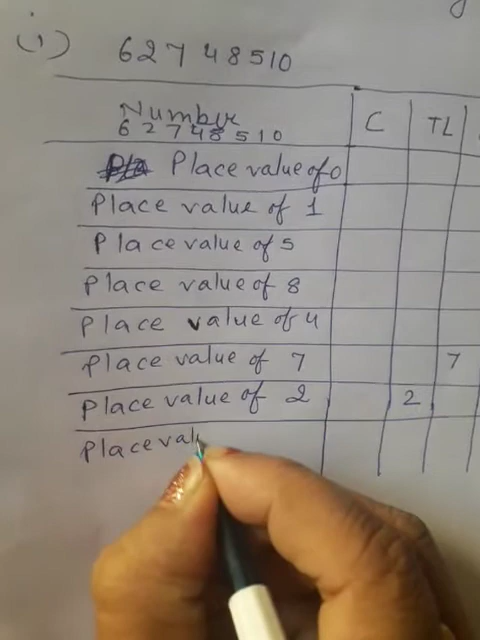 (1) 62748510
Number C TL
62748510
Place value of 0
Place value of 1
Place value of 5
Place value of 8
Place value of 4
Place value of 7 7
Place value of 2 2
Place val